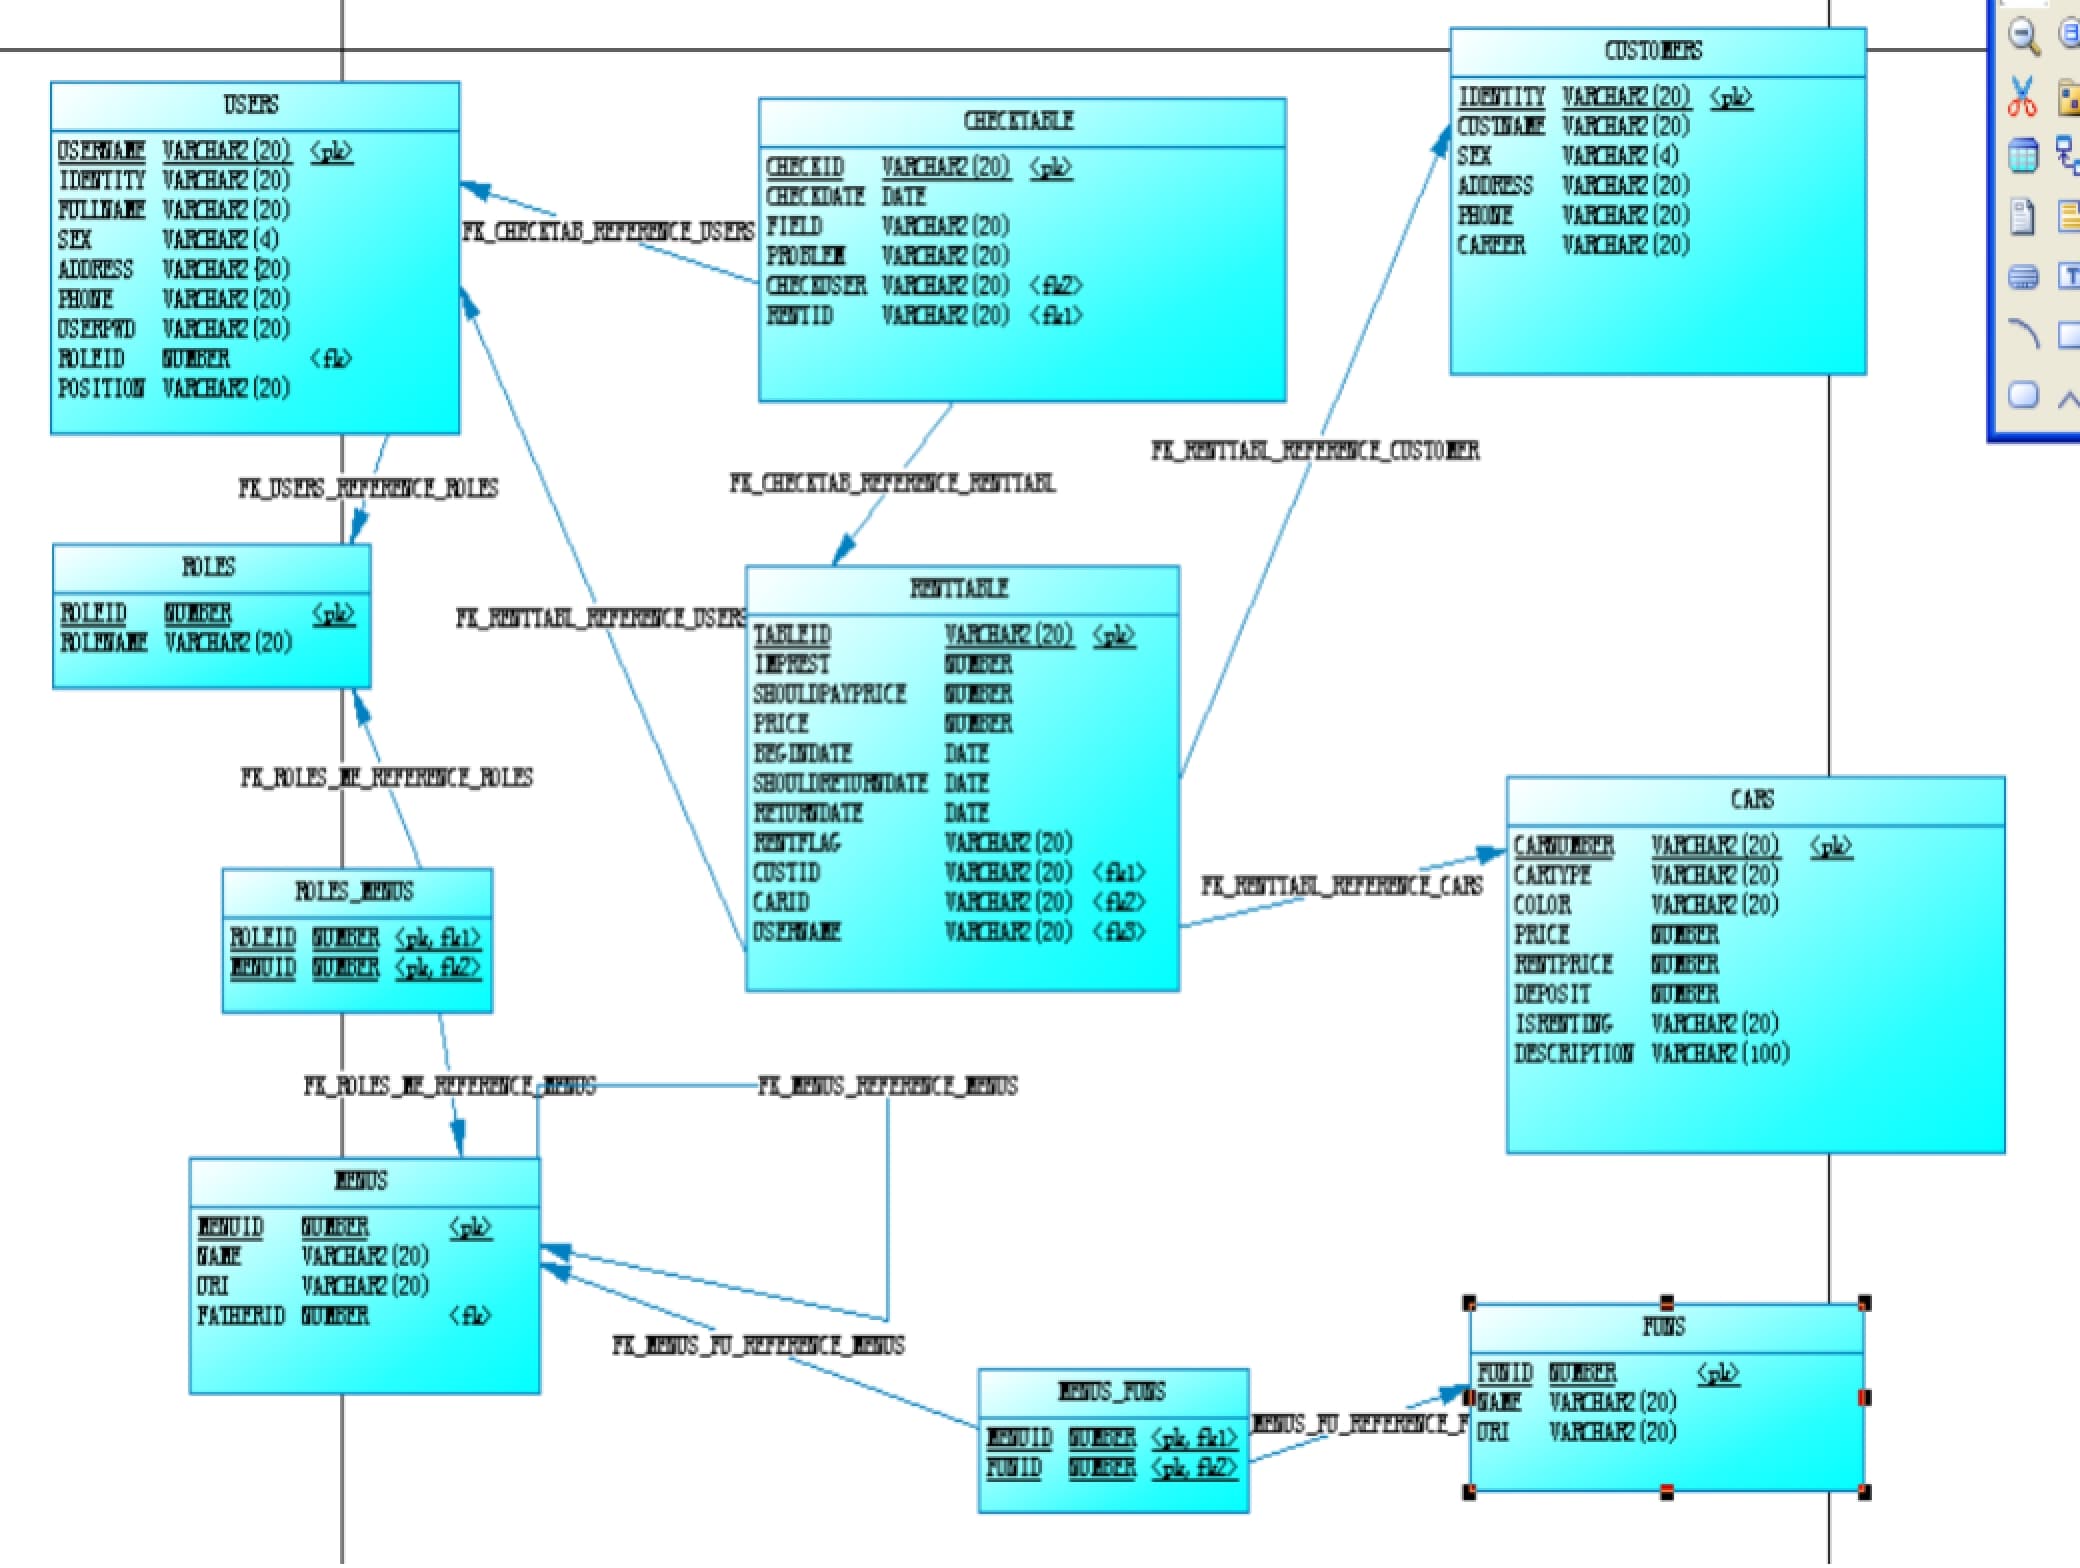 USERS
USERNAME VARCHAR2(20) <pk>
IDENTITY VARCHAR2(20)
FULLNAME VARCHAR2(20)
SEX VARCHAR2(4)
ADDRESS VARCHAR2(20)
PHONE VARCHAR2(20)
USERPWD VARCHAR2(20)
ROLEID NUMBER <fk>
POSITION VARCHAR2(20)
FK_CHECKTAB_REFERENCE_USERS
CHECKTABLE
CHECKID VARCHAR2(20) <pk>
CHECKDATE DATE
FIELD VARCHAR2(20)
PROBLEM VARCHAR2(20)
CHECKUSER VARCHAR2(20) <fk2>
RENTID VARCHAR2(20) <fk1>
CUSTOMERS
IDENTITY VARCHAR2(20) <pk>
CUSTNAME VARCHAR2(20)
SEX VARCHAR2(4)
ADDRESS VARCHAR2(20)
PHONE VARCHAR2(20)
CAREER VARCHAR2(20)
FK_USERS_REFERENCE_ROLES
FK_CHECKTAB_REFERENCE_RENTTABL
FK_RENTTABL_REFERENCE_CUSTOMER
ROLES
ROLEID NUMBER <pk>
ROLENAME VARCHAR2(20)
FK_RENTTABL_REFERENCE_USERS
RENTTABLE
TABLEID VARCHAR2(20) <pk>
IMPREST NUMBER
SHOULDPAYPRICE NUMBER
PRICE NUMBER
BEGINDATE DATE
SHOULDRETURNDATE DATE
RETURNDATE DATE
RENTFLAG VARCHAR2(20)
CUSTID VARCHAR2(20) <fk1>
CARID VARCHAR2(20) <fk2>
USERNAME VARCHAR2(20) <fk3>
FK_ROLES_ME_REFERENCE_ROLES
FK_RENTTABL_REFERENCE_CARS
CARS
CARNUMBER VARCHAR2(20) <pk>
CARTYPE VARCHAR2(20)
COLOR VARCHAR2(20)
PRICE NUMBER
RENTPRICE NUMBER
DEPOSIT NUMBER
ISRENTING VARCHAR2(20)
DESCRIPTION VARCHAR2(100)
ROLES_MENUS
ROLEID NUMBER <pk,fk1>
MENUID NUMBER <pk,fk2>
FK_ROLES_ME_REFERENCE_MENUS
FK_MENUS_REFERENCE_MENUS
MENUS
MENUID NUMBER <pk>
NAME VARCHAR2(20)
URI VARCHAR2(20)
FATHERID NUMBER <fk>
FK_MENUS_FU_REFERENCE_MENUS
MENUS_FUNS
MENUID NUMBER <pk,fk1>
FUNID NUMBER <pk,fk2>
MENUS_FU_REFERENCE_F
FUNS
FUNID NUMBER <pk>
NAME VARCHAR2(20)
URI VARCHAR2(20)